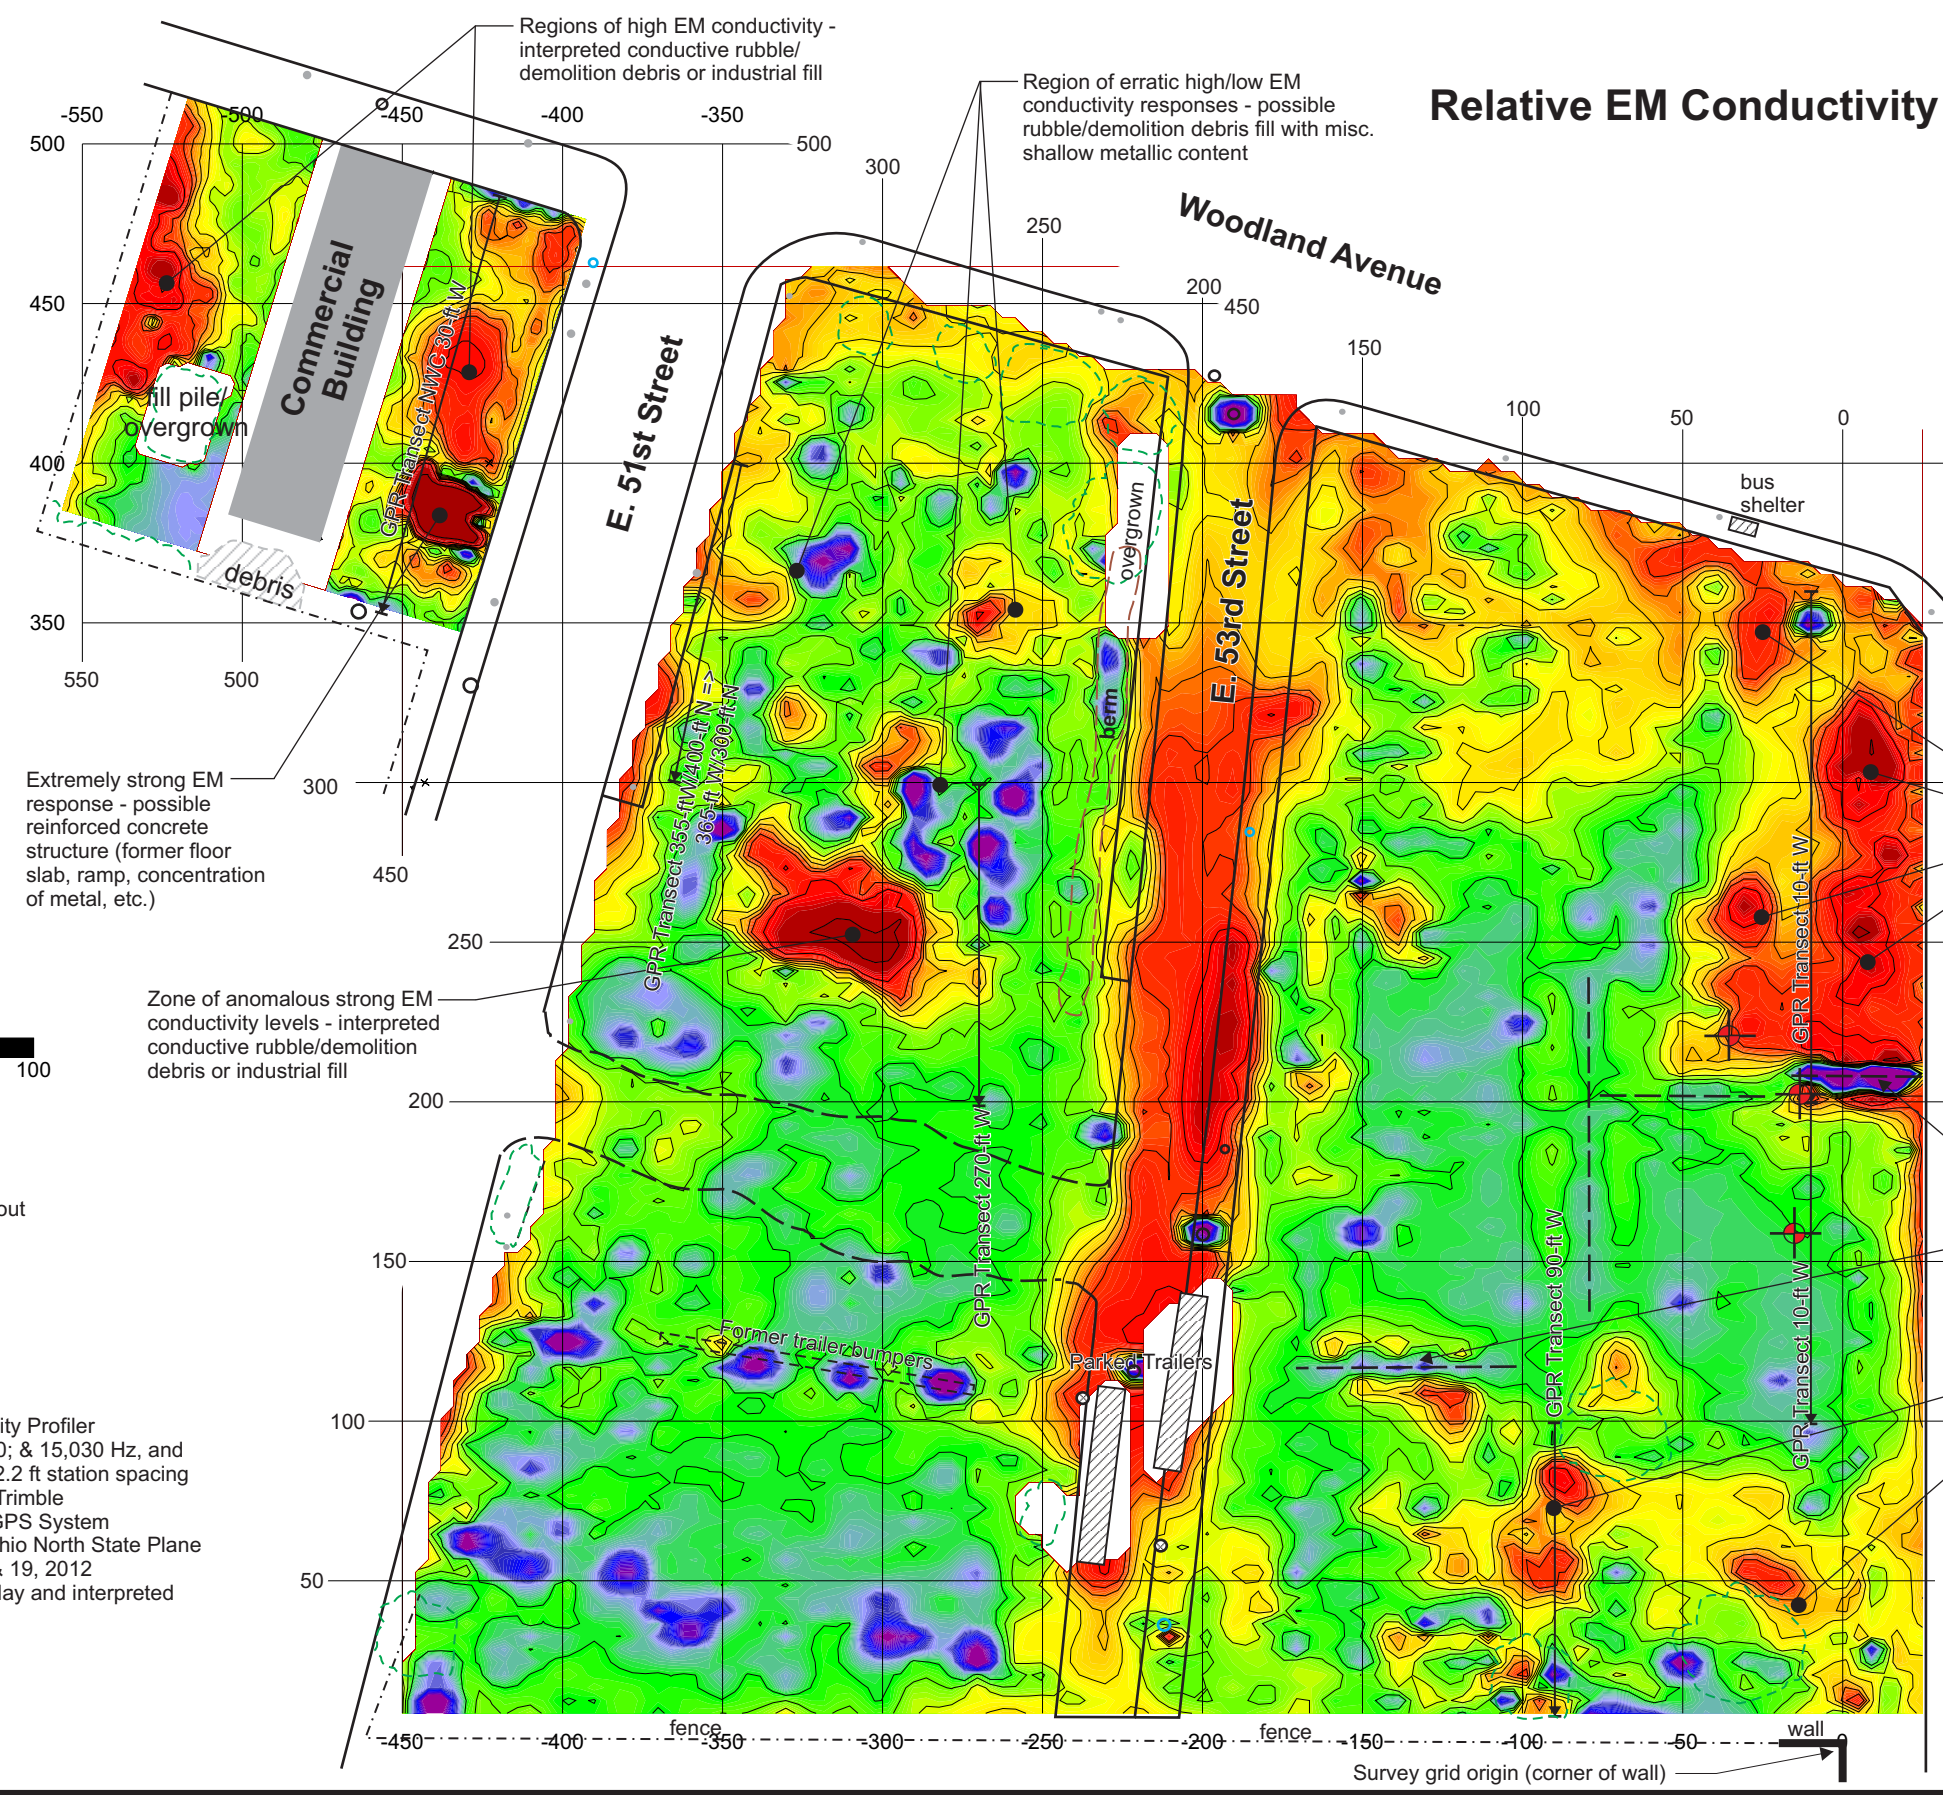 Relative EM Conductivity
Regions of high EM conductivity -
interpreted conductive rubble/
demolition debris or industrial fill
Region of erratic high/low EM
conductivity responses - possible
rubble/demolition debris fill with misc.
shallow metallic content
-550
-500
-450
-400
-350
500
500
300
250
200
450
150
100
50
0
Woodland Avenue
450
400
350
550
500
300
450
Commercial
Building
fill pile/
overgrown
debris
GPR Transect NWC 30-ft W
E. 51st Street
E. 53rd Street
overgrown
berm
bus
shelter
Extremely strong EM
response - possible
reinforced concrete
structure (former floor
slab, ramp, concentration
of metal, etc.)
GPR Transect 355-ftW/400-ft N =>
365-ft W/300-ft N
250
Zone of anomalous strong EM
conductivity levels - interpreted
conductive rubble/demolition
debris or industrial fill
100
200
GPR Transect 270-ft W
GPR Transect 10-ft W
out
150
GPR Transect 90-ft W
GPR Transect 10-ft W
Former trailer bumpers
Parked Trailers
100
ity Profiler
0; & 15,030 Hz, and
2.2 ft station spacing
Trimble
GPS System
hio North State Plane
& 19, 2012
lay and interpreted
50
fence
fence
wall
-450
-400
-350
-300
-250
-200
-150
-100
-50
0
Survey grid origin (corner of wall)